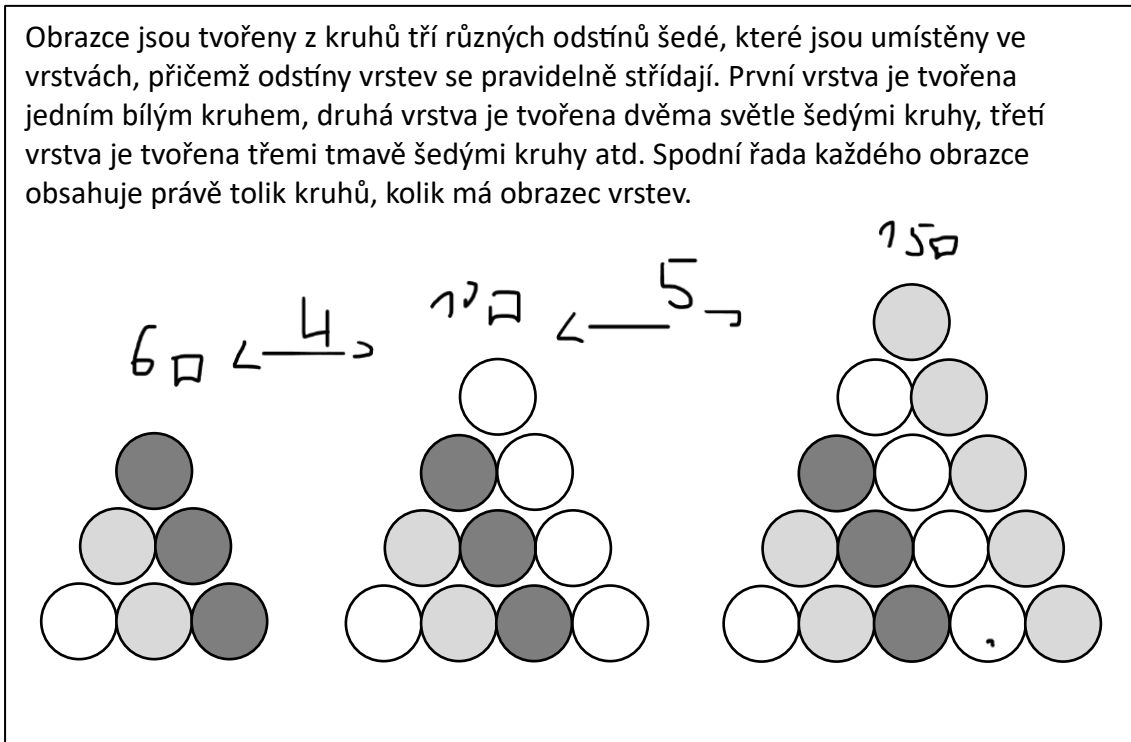 Obrazce jsou tvořeny z kruhů tří různých odstínů šedé, které jsou umístěny ve
vrstvách, přičemž odstíny vrstev se pravidelně střídají. První vrstva je tvořena
jedním bílým kruhem, druhá vrstva je tvořena dvěma světle šedými kruhy, třetí
vrstva je tvořena třemi tmavě šedými kruhy atd. Spodní řada každého obrazce
obsahuje právě tolik kruhů, kolik má obrazec vrstev.
15
10 5
6 4